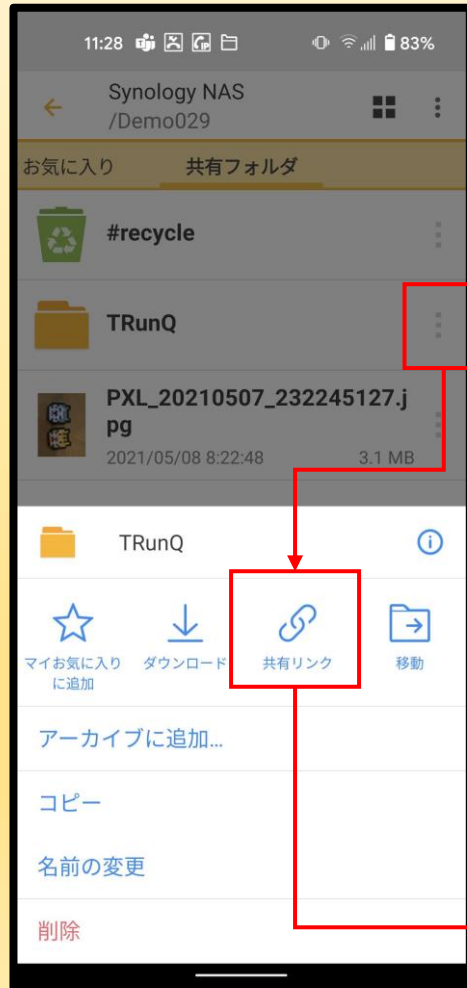 11:28
83%
Synology NAS
/Demo029
お気に入り 共有フォルダ
#recycle
TRunQ
PXL_20210507_232245127.j
pg
2021/05/08 8:22:48 3.1 MB
TRunQ
マイお気に入り
に追加
ダウンロード
共有リンク
移動
アーカイブに追加...
コピー
名前の変更
削除